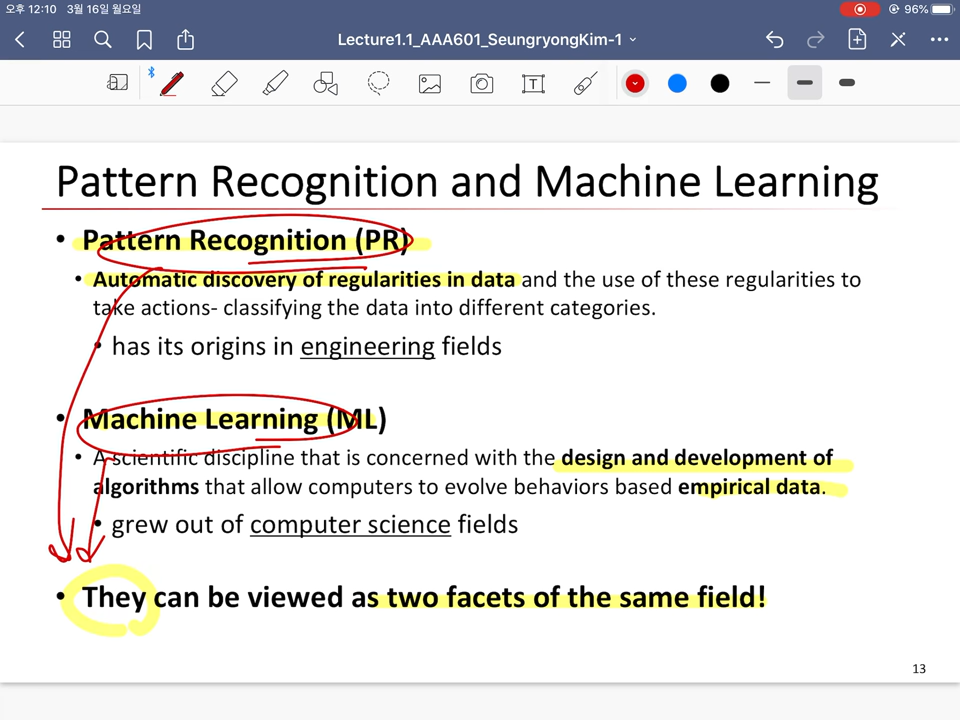 오후 12:10 3월 16일 월요일 96%
Lecture1.1_AAA601_SeungryongKim-1
Pattern Recognition and Machine Learning
• Pattern Recognition (PR)
• Automatic discovery of regularities in data and the use of these regularities to
take actions- classifying the data into different categories.
• has its origins in engineering fields
• Machine Learning (ML)
• A scientific discipline that is concerned with the design and development of
algorithms that allow computers to evolve behaviors based empirical data.
• grew out of computer science fields
• They can be viewed as two facets of the same field!
13